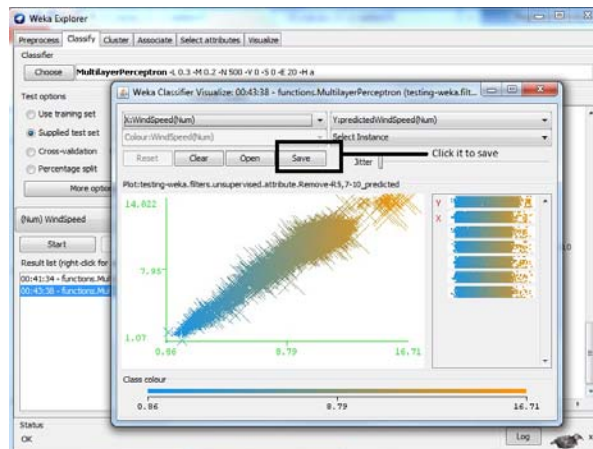 Weka Explorer
Preprocess Classify Cluster Associate Select attributes Visualize
Classifier
Choose MultilayerPerceptron -L 0.3 -M 0.2 -N 500 -V 0 -S 0 -E 20 -H a
Test options
Use training set
Supplied test set
Cross-validation
Percentage split
More optio
(Num) WindSpeed
Start
Result list (right-click for
00:41:34 - functions.Mul
00:43:38 - functions.Mul
Status
OK
Log
Weka Classifier Visualize: 00:43:38 - functions.MultilayerPerceptron (testing-weka.filt...
X:WindSpeed(Num)
Y:predictedWindSpeed(Num)
Colour:WindSpeed(Num)
Select Instance
Reset Clear Open Save
Jitter
Click it to save
Plot:testing-weka.filters.unsupervised.attribute.Remove-R5,7-10_predicted
14.822
7.95
1.07
0.86 8.79 16.71
Y
X
Class colour
0.86 8.79 16.71